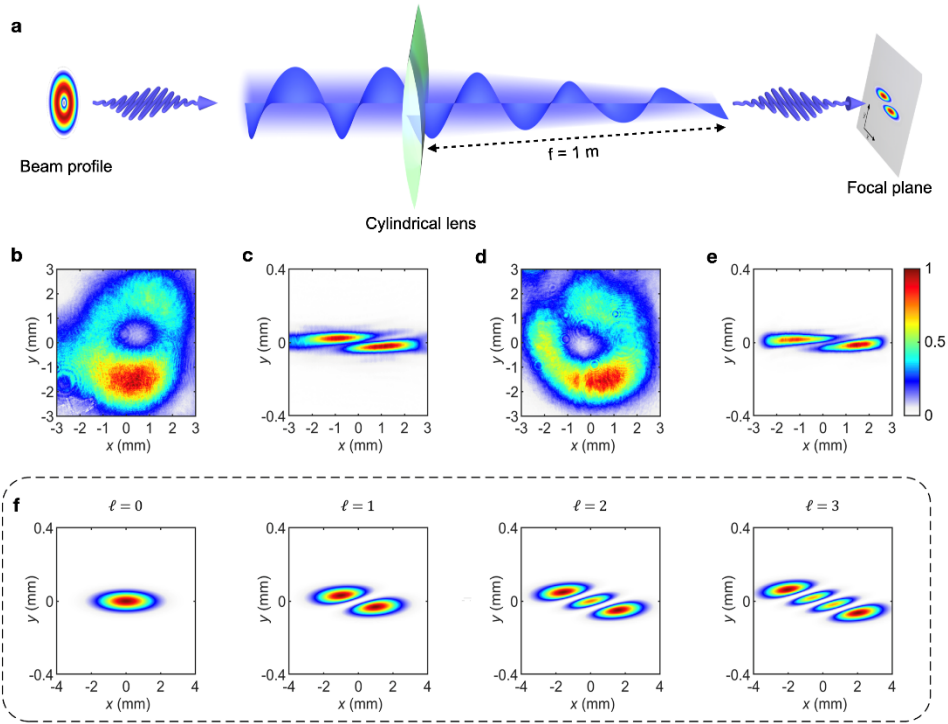 a
Beam profile
f = 1 m
Cylindrical lens
Focal plane
b
c
d
e
3
2
1
0
-1
-2
-3
y (mm)
-3 -2 -1 0 1 2 3
x (mm)
0.4
0
-0.4
y (mm)
-3 -2 -1 0 1 2 3
x (mm)
3
2
1
0
-1
-2
-3
y (mm)
-3 -2 -1 0 1 2 3
x (mm)
0.4
0
-0.4
y (mm)
-3 -2 -1 0 1 2 3
x (mm)
1
0.5
0
f
ℓ = 0
0.4
0
-0.4
y (mm)
-4 -2 0 2 4
x (mm)
ℓ = 1
0.4
0
-0.4
y (mm)
-4 -2 0 2 4
x (mm)
ℓ = 2
0.4
0
-0.4
y (mm)
-4 -2 0 2 4
x (mm)
ℓ = 3
0.4
0
-0.4
y (mm)
-4 -2 0 2 4
x (mm)